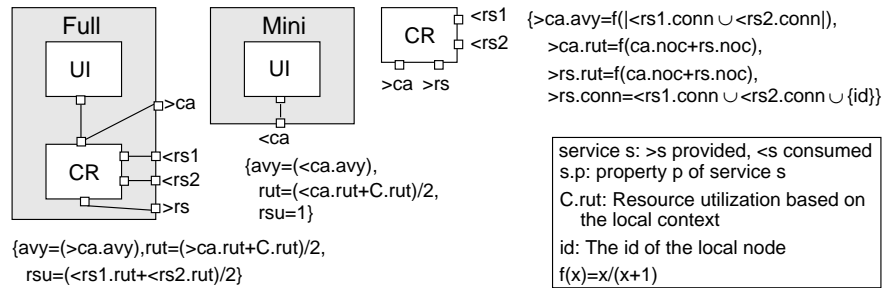 Full
UI
>ca
CR
<rs1
<rs2
>rs
{avy=(>ca.avy),rut=(>ca.rut+C.rut)/2,
rsu=(<rs1.rut+<rs2.rut)/2}
Mini
UI
<ca
{avy=(<ca.avy),
rut=(<ca.rut+C.rut)/2,
rsu=1}
CR
<rs1
<rs2
>ca >rs
{>ca.avy=f(|<rs1.conn ∪ <rs2.conn|),
>ca.rut=f(ca.noc+rs.noc),
>rs.rut=f(ca.noc+rs.noc),
>rs.conn=<rs1.conn ∪ <rs2.conn ∪ {id}}
service s: >s provided, <s consumed
s.p: property p of service s
C.rut: Resource utilization based on
the local context
id: The id of the local node
f(x)=x/(x+1)